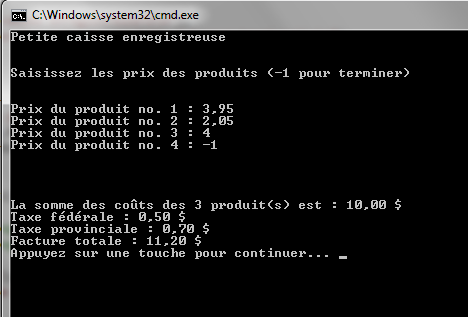 C:\Windows\system32\cmd.exe
Petite caisse enregistreuse
Saisissez les prix des produits (-1 pour terminer)
Prix du produit no. 1 : 3,95
Prix du produit no. 2 : 2,05
Prix du produit no. 3 : 4
Prix du produit no. 4 : -1
La somme des coûts des 3 produit(s) est : 10,00 $
Taxe fédérale : 0,50 $
Taxe provinciale : 0,70 $
Facture totale : 11,20 $
Appuyez sur une touche pour continuer... _